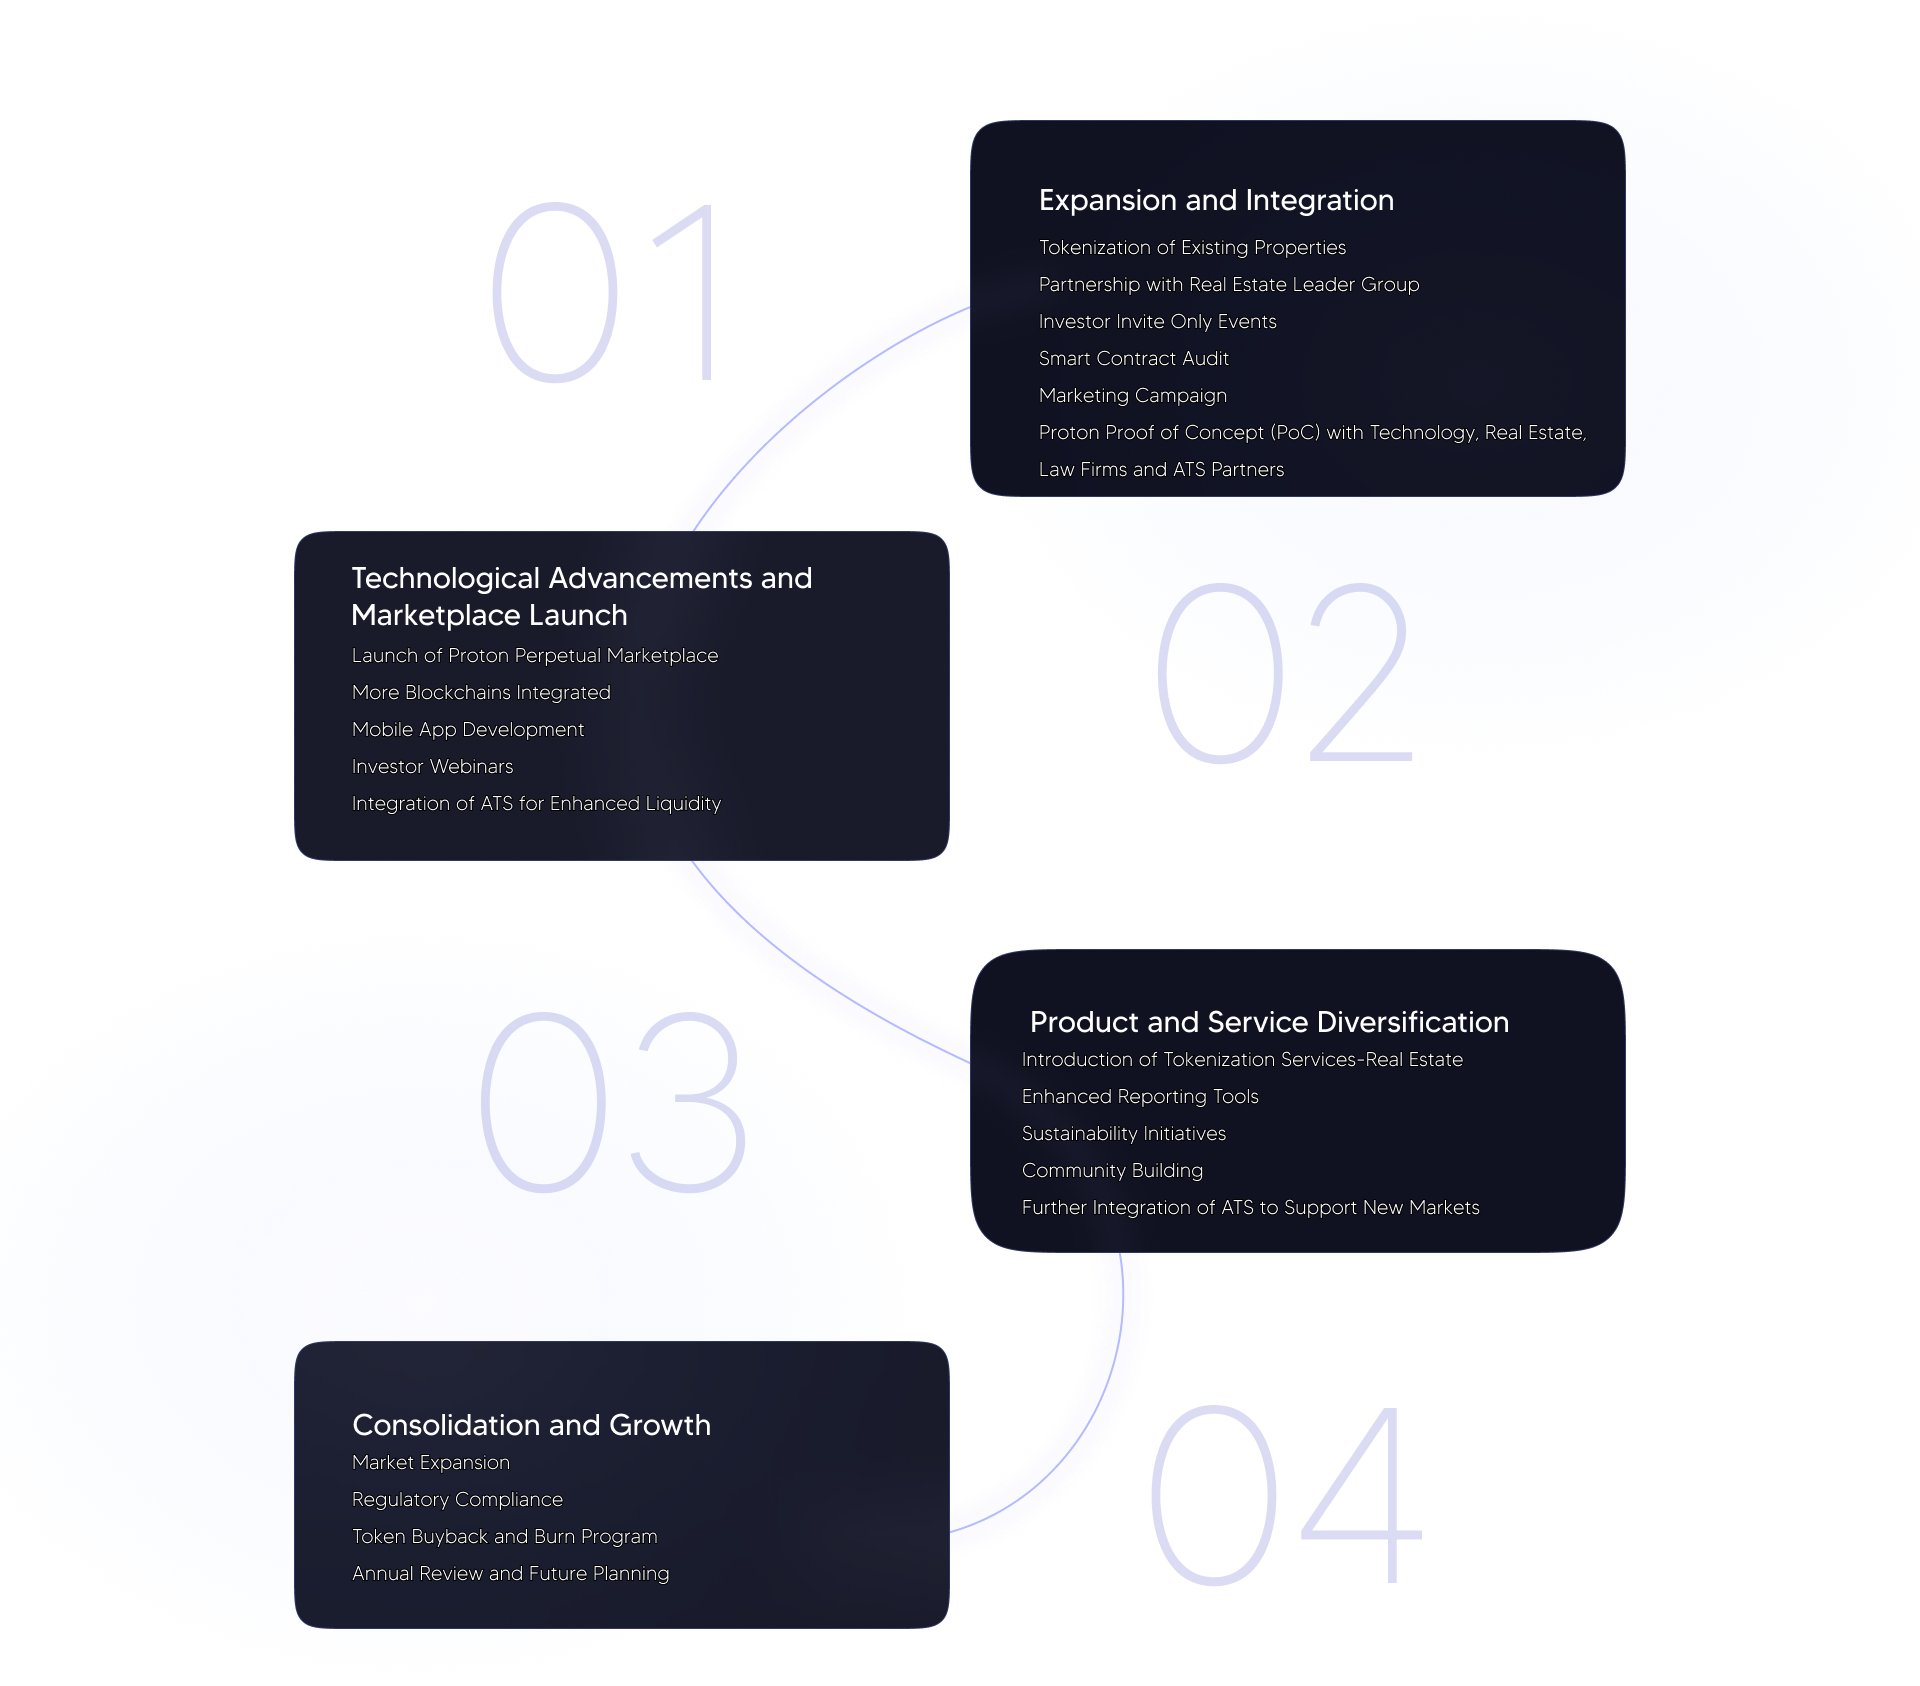 01
Expansion and Integration
Tokenization of Existing Properties
Partnership with Real Estate Leader Group
Investor Invite Only Events
Smart Contract Audit
Marketing Campaign
Proton Proof of Concept (PoC) with Technology, Real Estate,
Law Firms and ATS Partners
Technological Advancements and
Marketplace Launch
Launch of Proton Perpetual Marketplace
More Blockchains Integrated
Mobile App Development
Investor Webinars
Integration of ATS for Enhanced Liquidity
02
03
Product and Service Diversification
Introduction of Tokenization Services-Real Estate
Enhanced Reporting Tools
Sustainability Initiatives
Community Building
Further Integration of ATS to Support New Markets
Consolidation and Growth
Market Expansion
Regulatory Compliance
Token Buyback and Burn Program
Annual Review and Future Planning
04